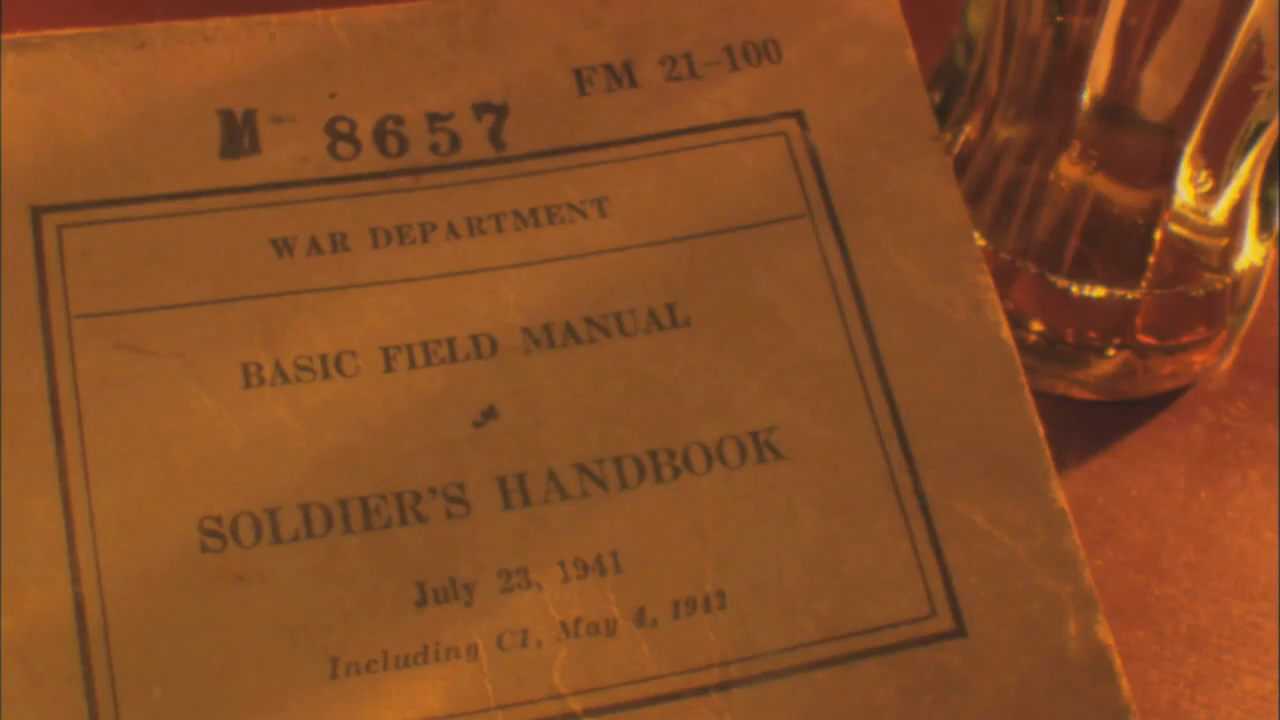 FM 21-100
M 8657
WAR DEPARTMENT
BASIC FIELD MANUAL
SOLDIER'S HANDBOOK
July 23, 1941
Including C1, May 4, 1942